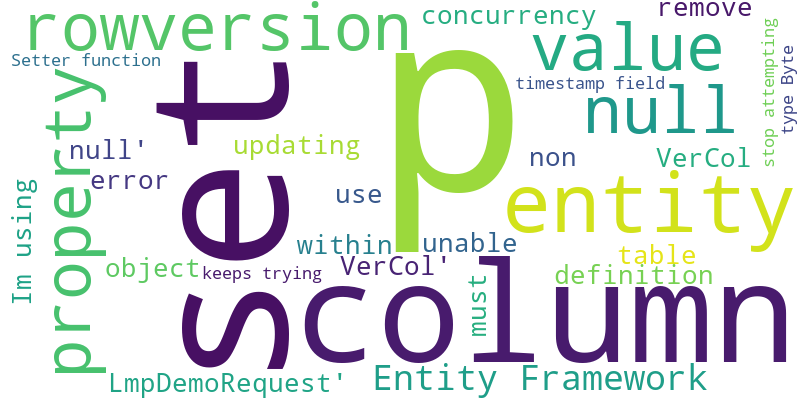 rowversion
concurrency
remove
Setter function
set
p
value
timestamp field
null
stop attempting
type Byte
property
null'
updating
non
VerCol
error
Im using
use
entity
within
unable
object
keeps trying
VerCol'
table
definition
must
column
LmpDemoRequest'
Entity Framework